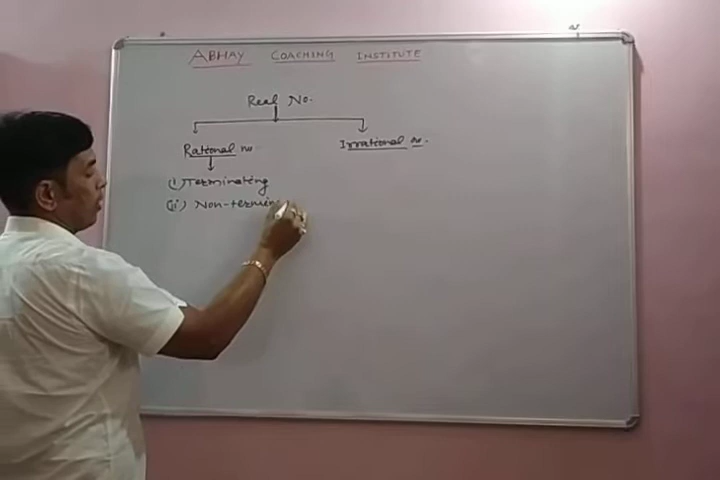 ABHAY COACHING INSTITUTE
Real No.
Rational no.
Irrational no.
(i) Terminating
(ii) Non-termin